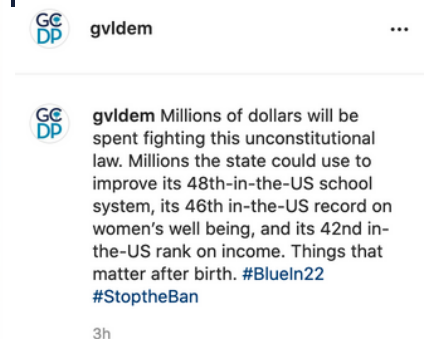 GC
DP
gvldem
...
GC
DP
gvldem Millions of dollars will be
spent fighting this unconstitutional
law. Millions the state could use to
improve its 48th-in-the-US school
system, its 46th in-the-US record on
women's well being, and its 42nd in-
the-US rank on income. Things that
matter after birth. #BlueIn22
#StoptheBan
3h